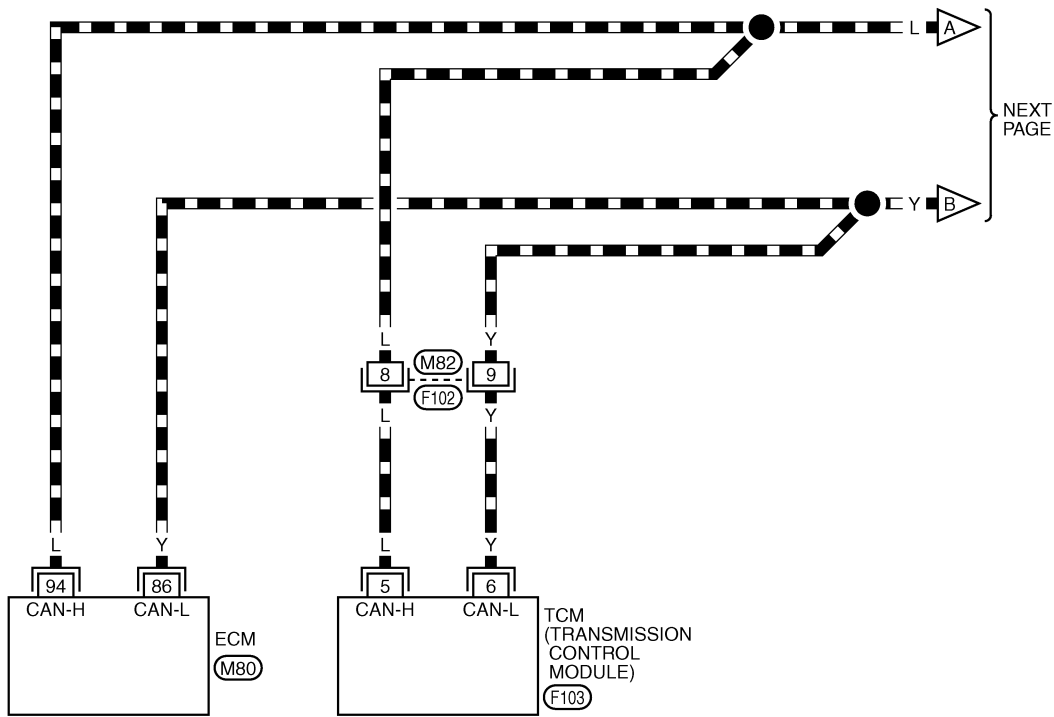 L
A
NEXT
PAGE
Y
B
L
Y
8
M82
9
F102
L
Y
L
Y
L
Y
94
86
5
6
CAN-H
CAN-L
CAN-H
CAN-L
ECM
M80
TCM
(TRANSMISSION
CONTROL
MODULE)
F103